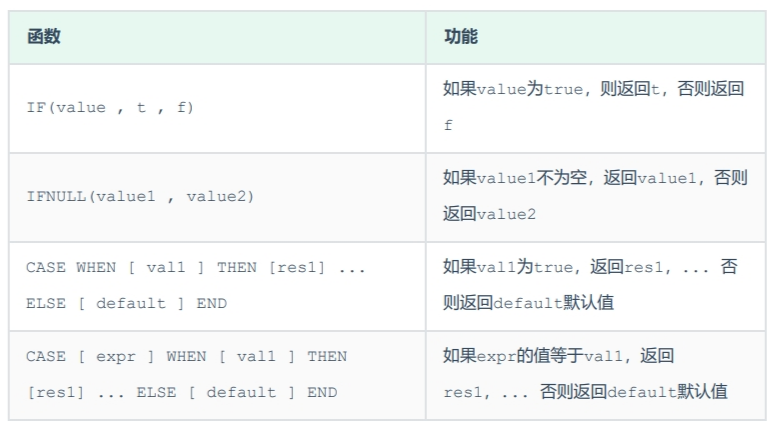 函数
功能
IF(value , t , f)
如果value为true，则返回t，否则返回
f
IFNULL(value1 , value2)
如果value1不为空，返回value1，否则
返回value2
CASE WHEN [ val1 ] THEN [res1] ...
ELSE [ default ] END
如果val1为true，返回res1，... 否
则返回default默认值
CASE [ expr ] WHEN [ val1 ] THEN
[res1] ... ELSE [ default ] END
如果expr的值等于val1，返回
res1，... 否则返回default默认值